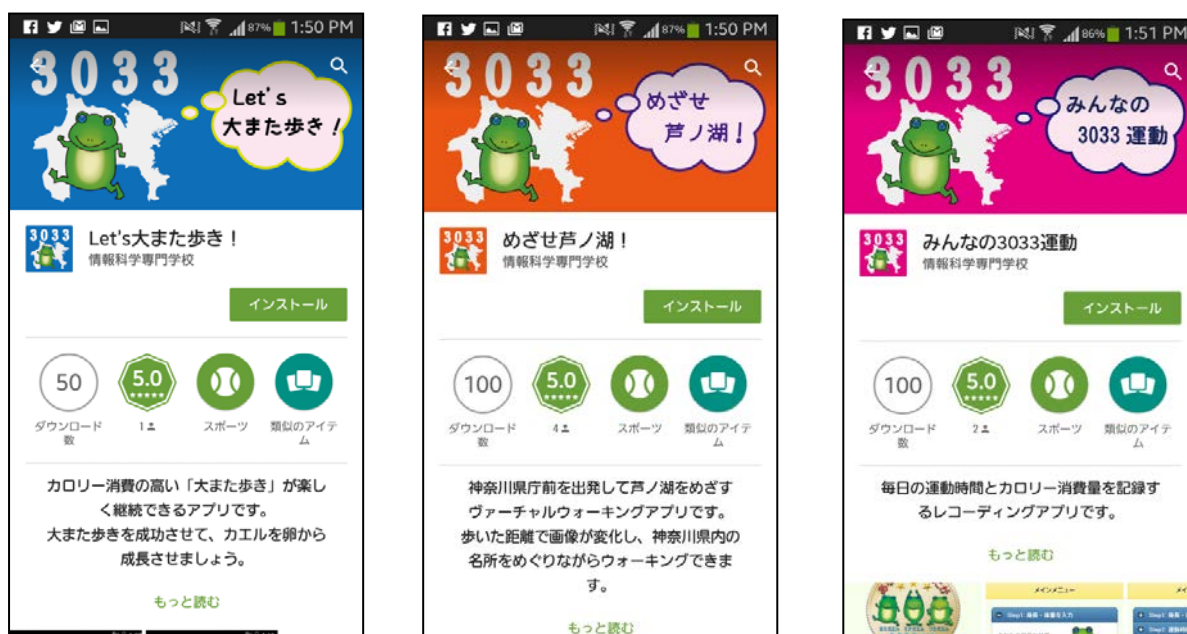 87% 1:50 PM
3033
Let's
大また歩き!
3033
Let's大また歩き!
情報科学専門学校
インストール
50
5.0
ダウンロード
数
1
スポーツ
類似のアイテ
ム
カロリー消費の高い「大また歩き」が楽し
く継続できるアプリです。
大また歩きを成功させて、カエルを卵から
成長させましょう。
もっと読む
87% 1:50 PM
3033
めざせ
芦ノ湖!
3033
めざせ芦ノ湖!
情報科学専門学校
インストール
100
5.0
ダウンロード
数
4
スポーツ
類似のアイテ
ム
神奈川県庁前を出発して芦ノ湖をめざす
ヴァーチャルウォーキングアプリです。
歩いた距離で画像が変化し、神奈川県内の
名所をめぐりながらウォーキングできま
す。
もっと読む
86% 1:51 PM
3033
みんなの
3033 運動
3033
みんなの3033運動
情報科学専門学校
インストール
100
5.0
ダウンロード
数
2
スポーツ
類似のアイテ
ム
毎日の運動時間とカロリー消費量を記録す
るレコーディングアプリです。
もっと読む
メインメニュー
Step1 身長・体重を入力